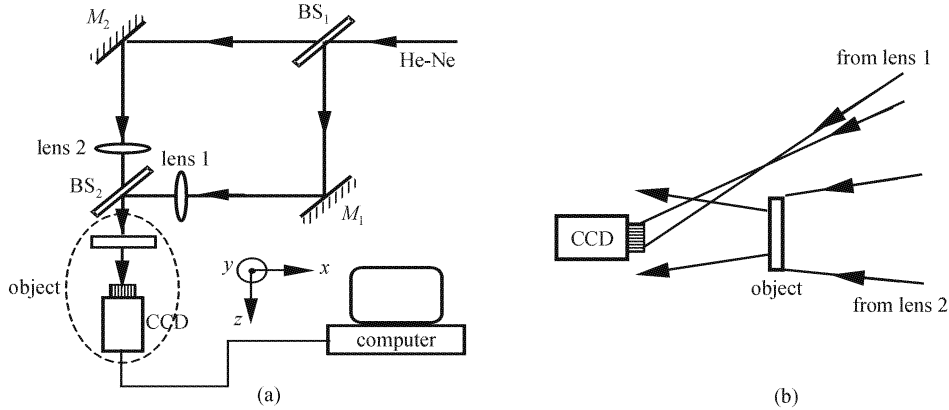 M2
BS1
He-Ne
lens 2
lens 1
BS2
M1
object
CCD
y
x
z
computer
(a)
from lens 1
CCD
object
from lens 2
(b)